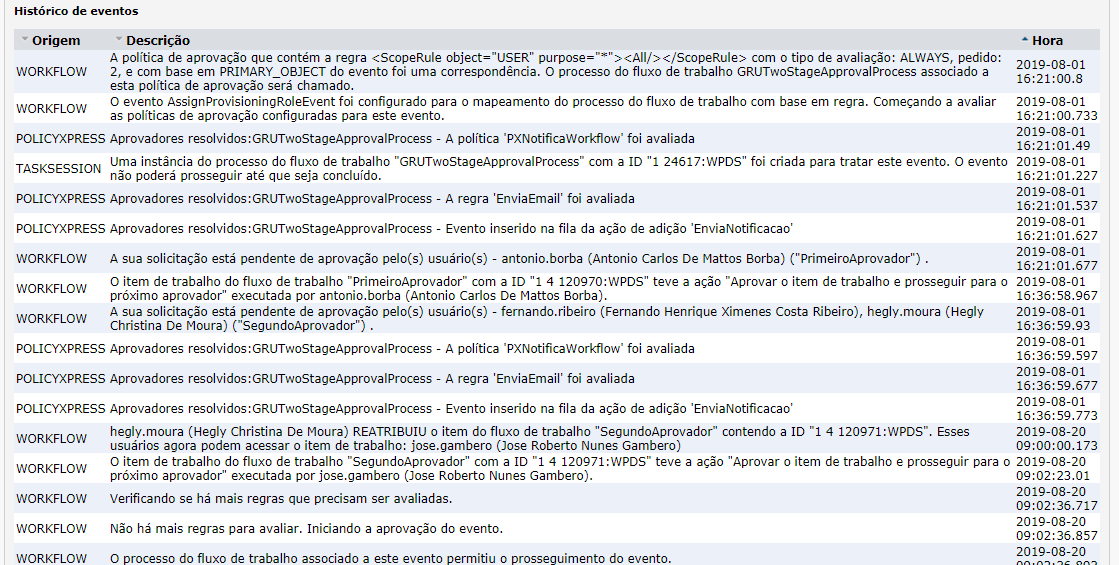 Histórico de eventos
Origem Descrição Hora
A política de aprovação que contém a regra <ScopeRule object="USER" purpose="*"><All/></ScopeRule> com o tipo de avaliação: ALWAYS, pedido:
WORKFLOW 2, e com base em PRIMARY_OBJECT do evento foi uma correspondência. O processo do fluxo de trabalho GRUTwoStageApprovalProcess associado a 2019-08-01
esta política de aprovação será chamado. 16:21:00.8
WORKFLOW O evento AssignProvisioningRoleEvent foi configurado para o mapeamento do processo do fluxo de trabalho com base em regra. Começando a avaliar 2019-08-01
as políticas de aprovação configuradas para este evento. 16:21:00.733
POLICYXPRESS Aprovadores resolvidos:GRUTwoStageApprovalProcess - A política 'PXNotificaWorkflow' foi avaliada 2019-08-01
16:21:01.49
TASKSESSION Uma instância do processo do fluxo de trabalho "GRUTwoStageApprovalProcess" com a ID "1 24617:WPDS" foi criada para tratar este evento. O evento 2019-08-01
não poderá prosseguir até que seja concluído. 16:21:01.227
POLICYXPRESS Aprovadores resolvidos:GRUTwoStageApprovalProcess - A regra 'EnviaEmail' foi avaliada 2019-08-01
16:21:01.537
POLICYXPRESS Aprovadores resolvidos:GRUTwoStageApprovalProcess - Evento inserido na fila da ação de adição 'EnviaNotificacao' 2019-08-01
16:21:01.627
WORKFLOW A sua solicitação está pendente de aprovação pelo(s) usuário(s) - antonio.borba (Antonio Carlos De Mattos Borba) ("PrimeiroAprovador") . 2019-08-01
16:21:01.677
WORKFLOW O item de trabalho do fluxo de trabalho "PrimeiroAprovador" com a ID "1 4 120970:WPDS" teve a ação "Aprovar o item de trabalho e prosseguir para o 2019-08-01
próximo aprovador" executada por antonio.borba (Antonio Carlos De Mattos Borba). 16:36:58.967
WORKFLOW A sua solicitação está pendente de aprovação pelo(s) usuário(s) - fernando.ribeiro (Fernando Henrique Ximenes Costa Ribeiro), hegly.moura (Hegly 2019-08-01
Christina De Moura) ("SegundoAprovador") . 16:36:59.93
POLICYXPRESS Aprovadores resolvidos:GRUTwoStageApprovalProcess - A política 'PXNotificaWorkflow' foi avaliada 2019-08-01
16:36:59.597
POLICYXPRESS Aprovadores resolvidos:GRUTwoStageApprovalProcess - A regra 'EnviaEmail' foi avaliada 2019-08-01
16:36:59.677
POLICYXPRESS Aprovadores resolvidos:GRUTwoStageApprovalProcess - Evento inserido na fila da ação de adição 'EnviaNotificacao' 2019-08-01
16:36:59.773
WORKFLOW hegly.moura (Hegly Christina De Moura) REATRIBUIU o item do fluxo de trabalho "SegundoAprovador" contendo a ID "1 4 120971:WPDS". Esses 2019-08-20
usuários agora podem acessar o item de trabalho: jose.gambero (Jose Roberto Nunes Gambero) 09:00:00.173
WORKFLOW O item de trabalho do fluxo de trabalho "SegundoAprovador" com a ID "1 4 120971:WPDS" teve a ação "Aprovar o item de trabalho e prosseguir para o 2019-08-20
próximo aprovador" executada por jose.gambero (Jose Roberto Nunes Gambero). 09:02:23.01
WORKFLOW Verificando se há mais regras que precisam ser avaliadas. 2019-08-20
09:02:36.717
WORKFLOW Não há mais regras para avaliar. Iniciando a aprovação do evento. 2019-08-20
09:02:36.857
WORKFLOW O processo do fluxo de trabalho associado a este evento permitiu o prosseguimento do evento. 2019-08-20